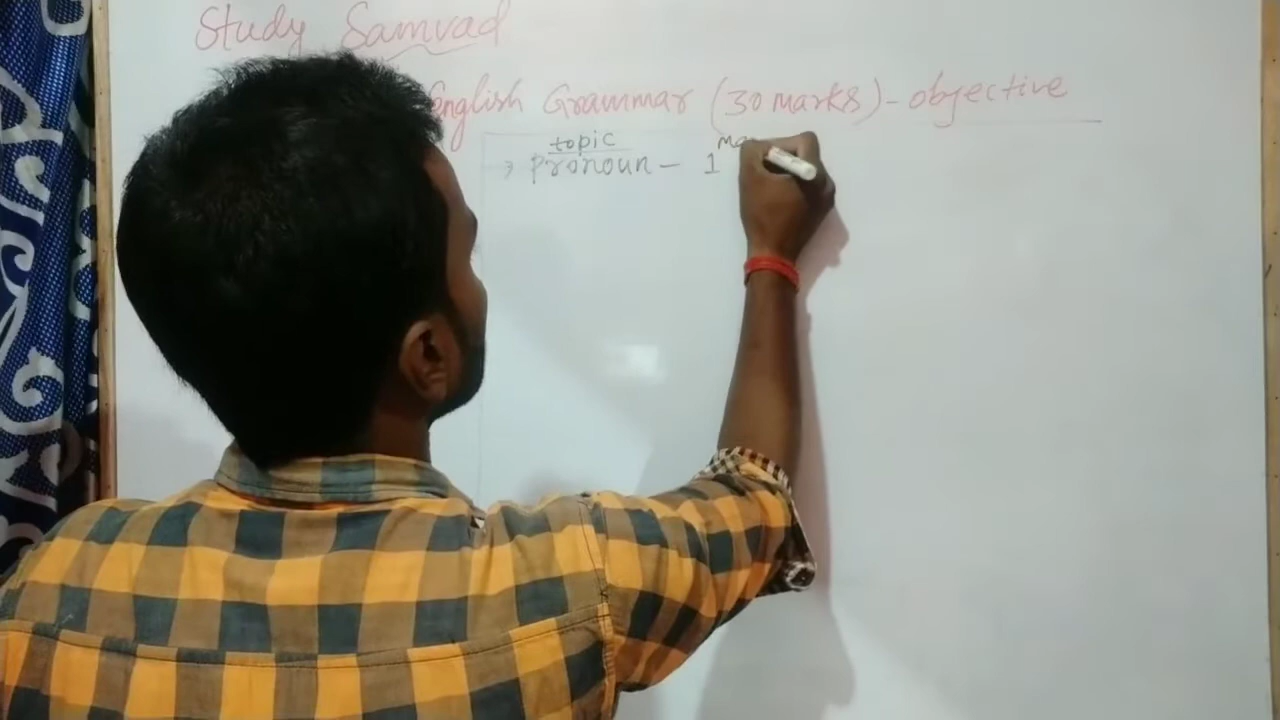 Study Samvad
English Grammar (30 marks) - objective
topic
Pronoun - 1